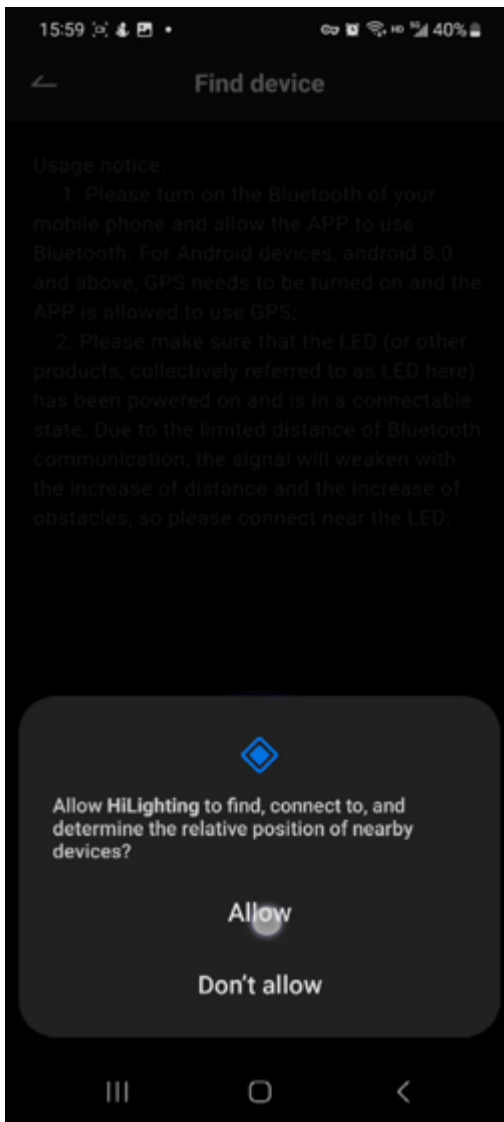 15:59
HD 5G 40%
Find device
Usage notice:
1. Please turn on the Bluetooth of your
mobile phone and allow the APP to use
Bluetooth. For Android devices, android 8.0
and above, GPS needs to be turned on and the
APP is allowed to use GPS;
2. Please make sure that the LED (or other
products, collectively referred to as LED here)
has been powered on and is in a connectable
state. Due to the limited distance of Bluetooth
communication, the signal will weaken with
the increase of distance and the increase of
obstacles, so please connect near the LED;
Allow HiLighting to find, connect to, and
determine the relative position of nearby
devices?
Allow
Don't allow